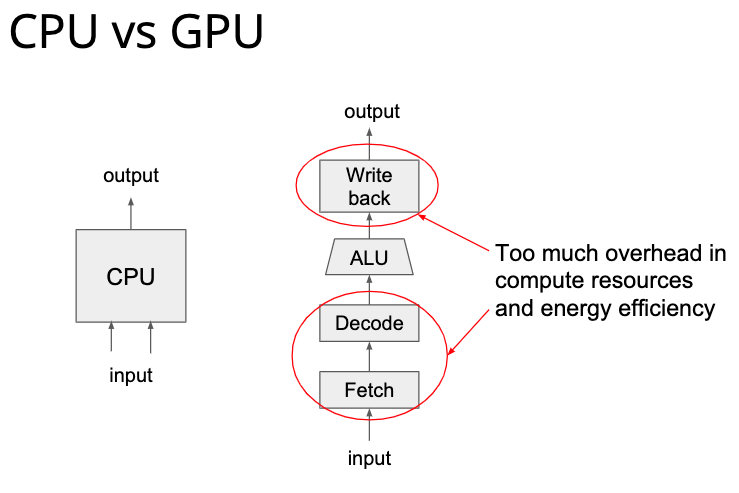 CPU vs GPU
output
CPU
input
output
Write
back
ALU
Decode
Fetch
input
Too much overhead in
compute resources
and energy efficiency